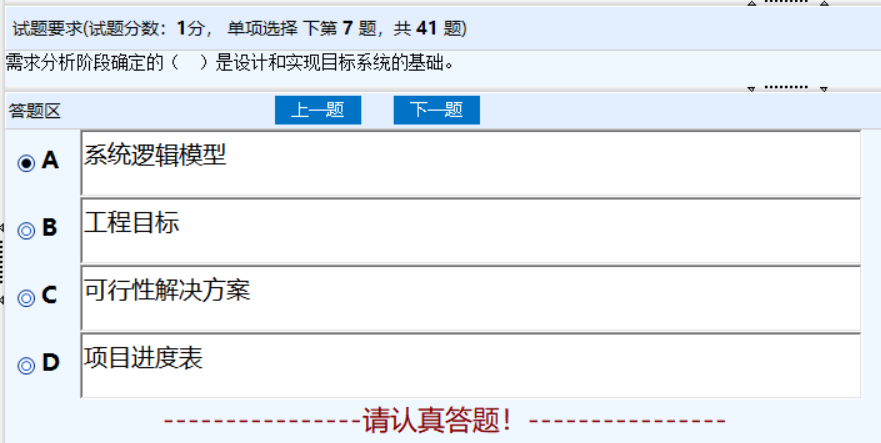 试题要求(试题分数：1分， 单项选择 下第 7 题，共 41 题)
需求分析阶段确定的（　）是设计和实现目标系统的基础。
答题区 上一题 下一题
A 系统逻辑模型
B 工程目标
C 可行性解决方案
D 项目进度表
----------------请认真答题！----------------